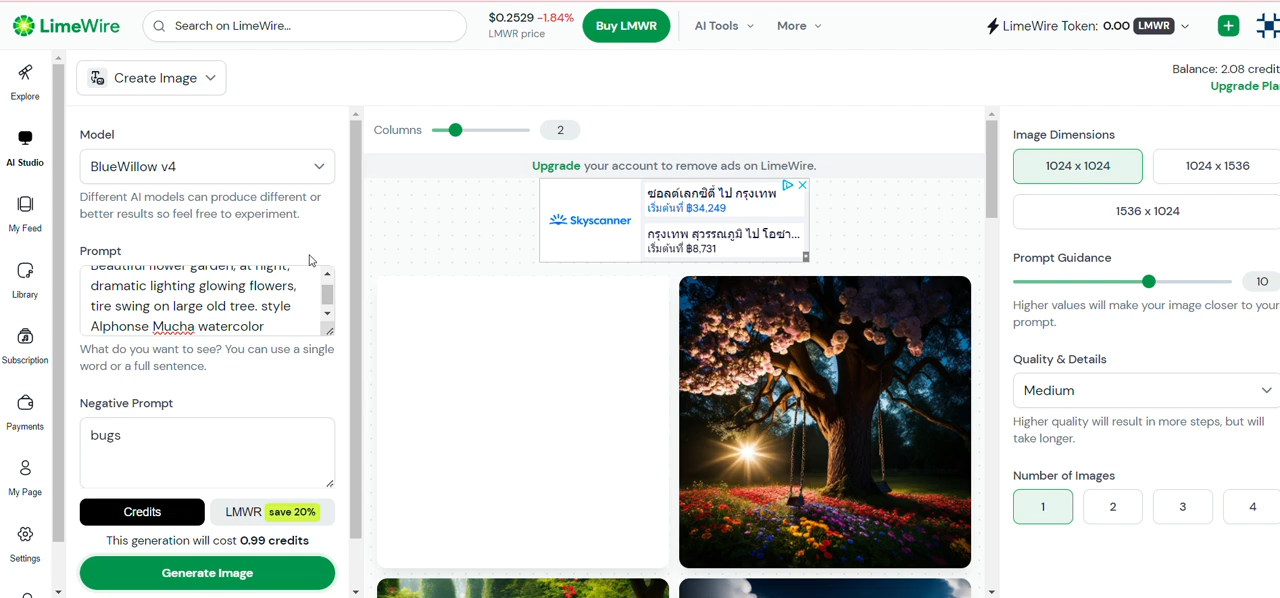 LimeWire
Search on LimeWire...
$0.2529 -1.84%
LMWR price
Buy LMWR
AI Tools
More
LimeWire Token: 0.00 LMWR
Explore
AI Studio
My Feed
Library
Subscription
Payments
My Page
Settings
Create Image
Balance: 2.08 credit
Upgrade Pla
Model
BlueWillow v4
Different AI models can produce different or
better results so feel free to experiment.
Prompt
Beautiful flower garden, at night,
dramatic lighting glowing flowers,
tire swing on large old tree. style
Alphonse Mucha watercolor
What do you want to see? You can use a single
word or a full sentence.
Negative Prompt
bugs
Credits
LMWR save 20%
This generation will cost 0.99 credits
Generate Image
Columns
2
Upgrade your account to remove ads on LimeWire.
Skyscanner
ซอลต์เลกซิตี้ ไป กรุงเทพ
เริ่มต้นที่ ฿34,249
กรุงเทพ สุวรรณภูมิ ไป โอซา...
เริ่มต้นที่ ฿8,731
Image Dimensions
1024 x 1024
1024 x 1536
1536 x 1024
Prompt Guidance
10
Higher values will make your image closer to your
prompt.
Quality & Details
Medium
Higher quality will result in more steps, but will
take longer.
Number of Images
1
2
3
4